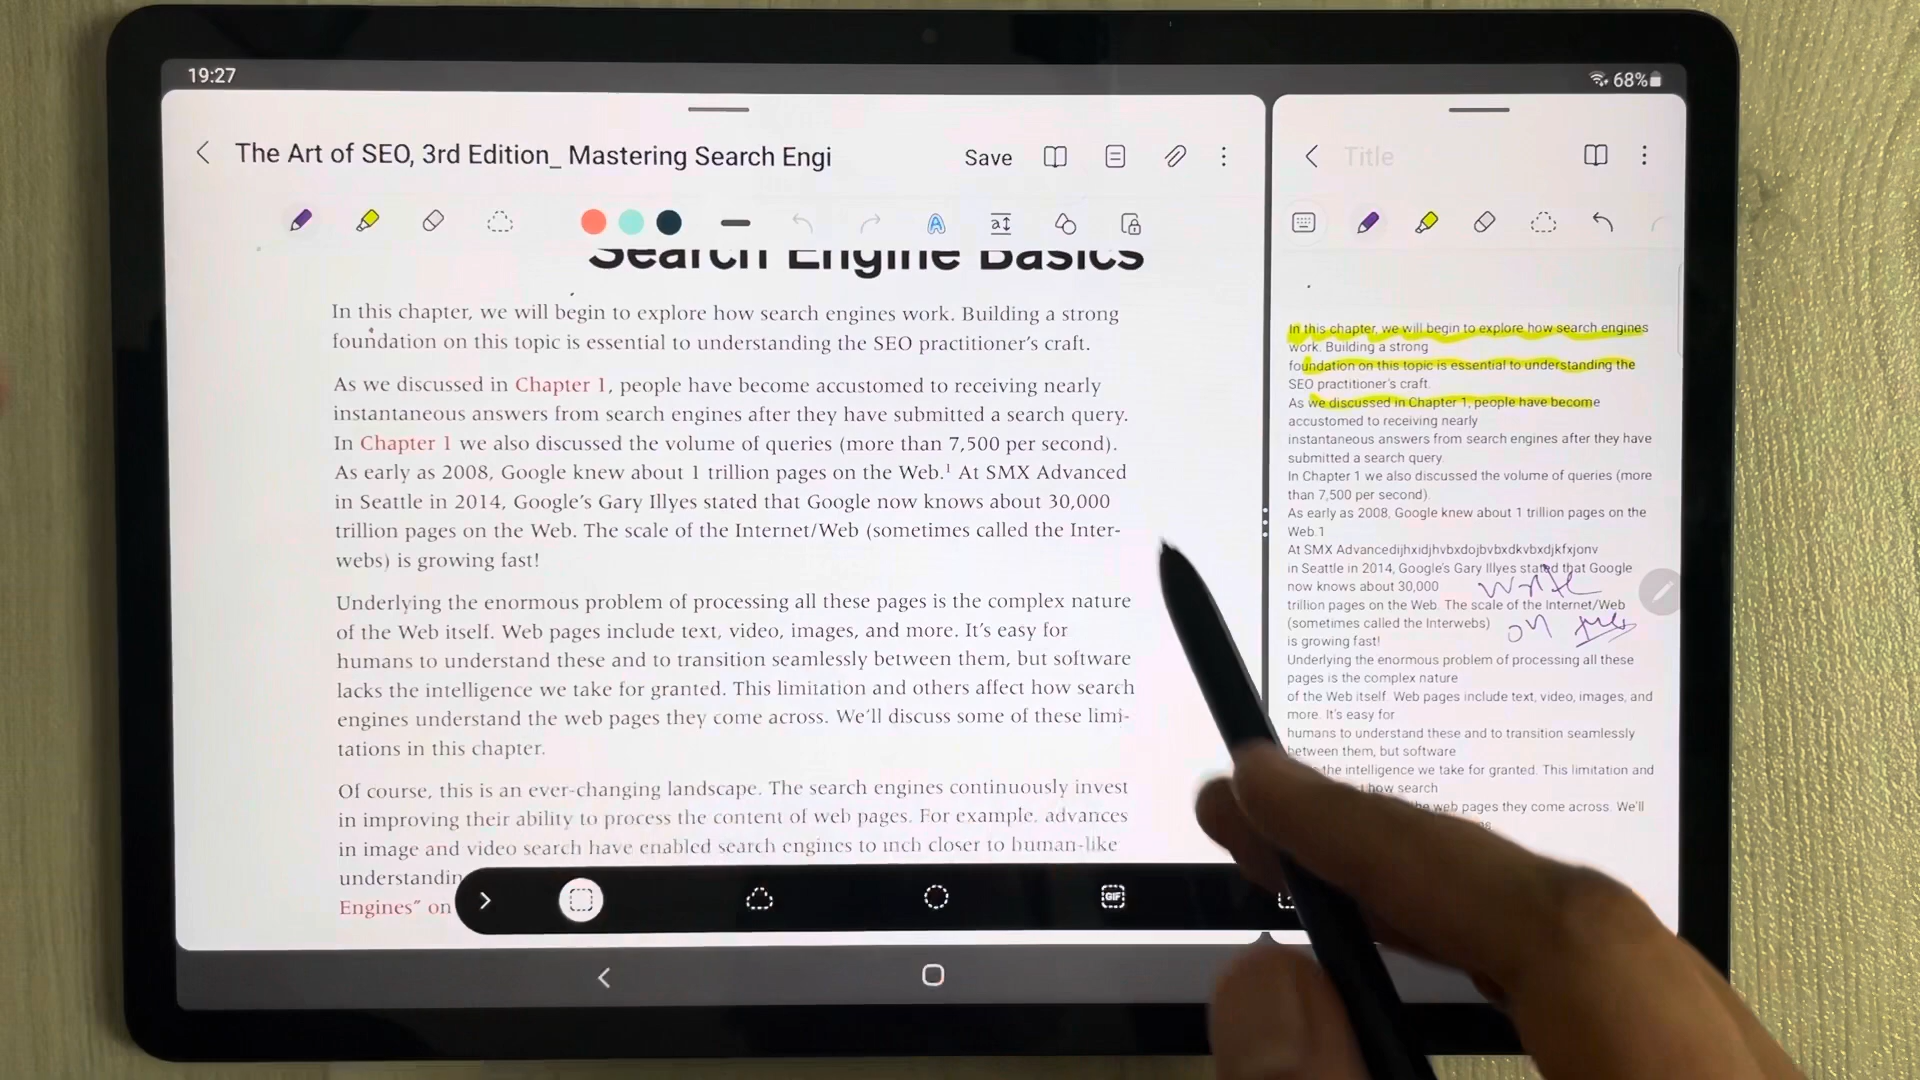 19:27
68%
The Art of SEO, 3rd Edition_ Mastering Search Engi
Save
Search Engine Basics
In this chapter, we will begin to explore how search engines work. Building a strong
foundation on this topic is essential to understanding the SEO practitioner's craft.
As we discussed in Chapter 1, people have become accustomed to receiving nearly
instantaneous answers from search engines after they have submitted a search query.
In Chapter 1 we also discussed the volume of queries (more than 7,500 per second).
As early as 2008, Google knew about 1 trillion pages on the Web.¹ At SMX Advanced
in Seattle in 2014, Google's Gary Illyes stated that Google now knows about 30,000
trillion pages on the Web. The scale of the Internet/Web (sometimes called the Inter-
webs) is growing fast!
Underlying the enormous problem of processing all these pages is the complex nature
of the Web itself. Web pages include text, video, images, and more. It's easy for
humans to understand these and to transition seamlessly between them, but software
lacks the intelligence we take for granted. This limitation and others affect how search
engines understand the web pages they come across. We'll discuss some of these limi-
tations in this chapter.
Of course, this is an ever-changing landscape. The search engines continuously invest
in improving their ability to process the content of web pages. For example, advances
in image and video search have enabled search engines to inch closer to human-like
understandin
Engines" on
GIF
Title
In this chapter, we will begin to explore how search engines
work. Building a strong
foundation on this topic is essential to understanding the
SEO practitioner's craft.
As we discussed in Chapter 1, people have become
accustomed to receiving nearly
instantaneous answers from search engines after they have
submitted a search query.
In Chapter 1 we also discussed the volume of queries (more
than 7,500 per second).
As early as 2008, Google knew about 1 trillion pages on the
Web.1
At SMX Advancedijhxidjhvbxdojbvbxdkvbxdjkfxjonv
in Seattle in 2014, Google's Gary Illyes stated that Google
now knows about 30,000
write
trillion pages on the Web. The scale of the Internet/Web
(sometimes called the Interwebs)
on
is growing fast!
Underlying the enormous problem of processing all these
pages is the complex nature
of the Web itself. Web pages include text, video, images, and
more. It's easy for
humans to understand these and to transition seamlessly
between them, but software
the intelligence we take for granted. This limitation and
how search
web pages they come across. We'll